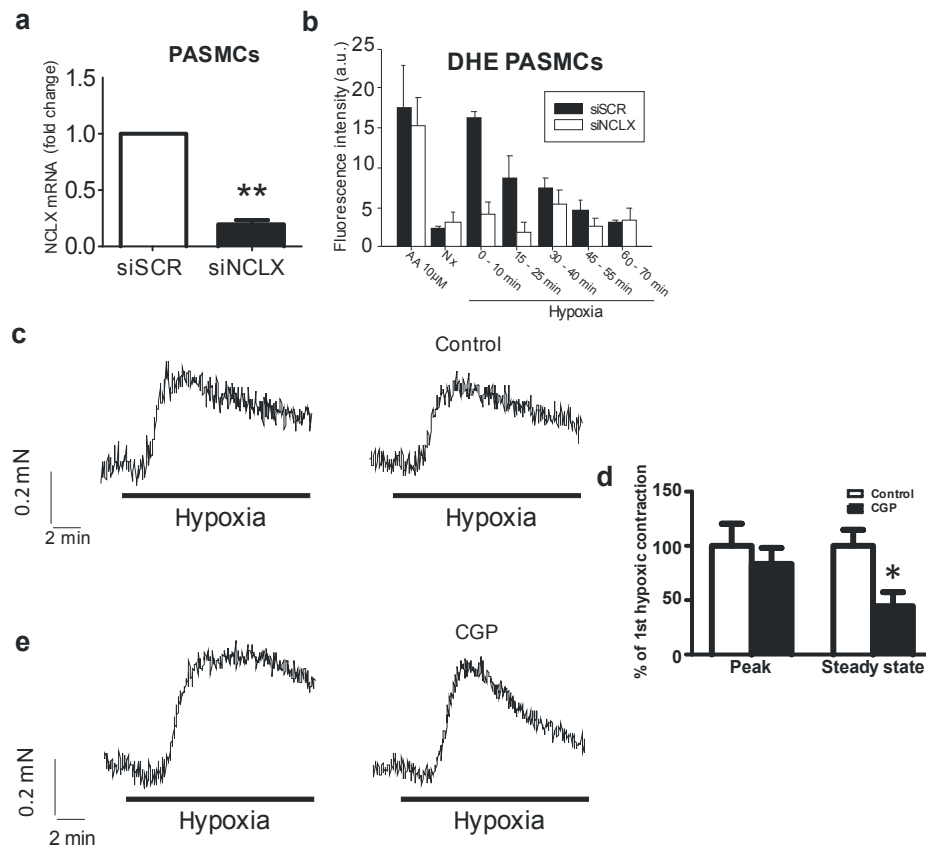 a
PASMCs
NCLX mRNA (fold change)
1.5
1.0
0.5
0.0
**
siSCR
siNCLX
b
DHE PASMCs
Fluorescence intensity (a.u.)
25
20
15
10
5
0
siSCR
siNCLX
AA 10µM
Nx
0 - 10 min
15 - 25 min
30 - 40 min
45 - 55 min
60 - 70 min
Hypoxia
c
Control
0.2 mN
2 min
Hypoxia
Hypoxia
d
% of 1st hypoxic contraction
150
100
50
0
Control
CGP
*
Peak
Steady state
e
CGP
0.2 mN
2 min
Hypoxia
Hypoxia